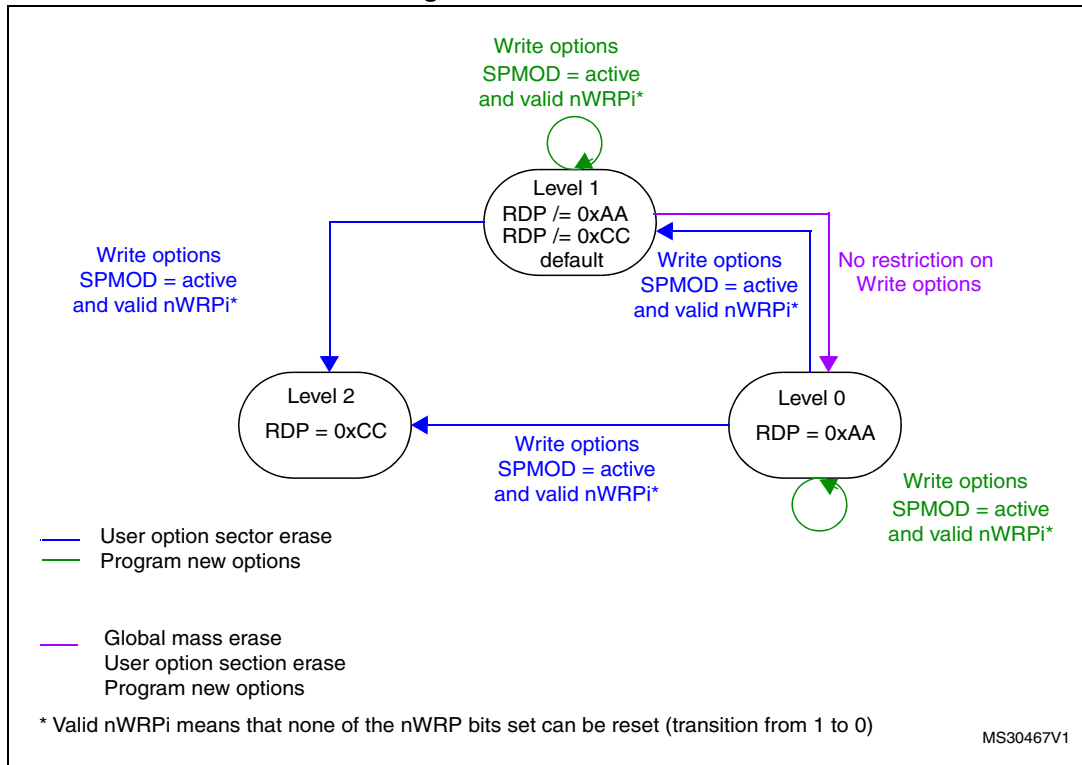 Write options
SPMOD = active
and valid nWRPi*
Level 1
RDP /= 0xAA
RDP /= 0xCC
default
Write options
SPMOD = active
and valid nWRPi*
Write options
SPMOD = active
and valid nWRPi*
No restriction on
Write options
Level 2
RDP = 0xCC
Level 0
RDP = 0xAA
Write options
SPMOD = active
and valid nWRPi*
Write options
SPMOD = active
and valid nWRPi*
User option sector erase
Program new options
Global mass erase
User option section erase
Program new options
* Valid nWRPi means that none of the nWRP bits set can be reset (transition from 1 to 0)
MS30467V1